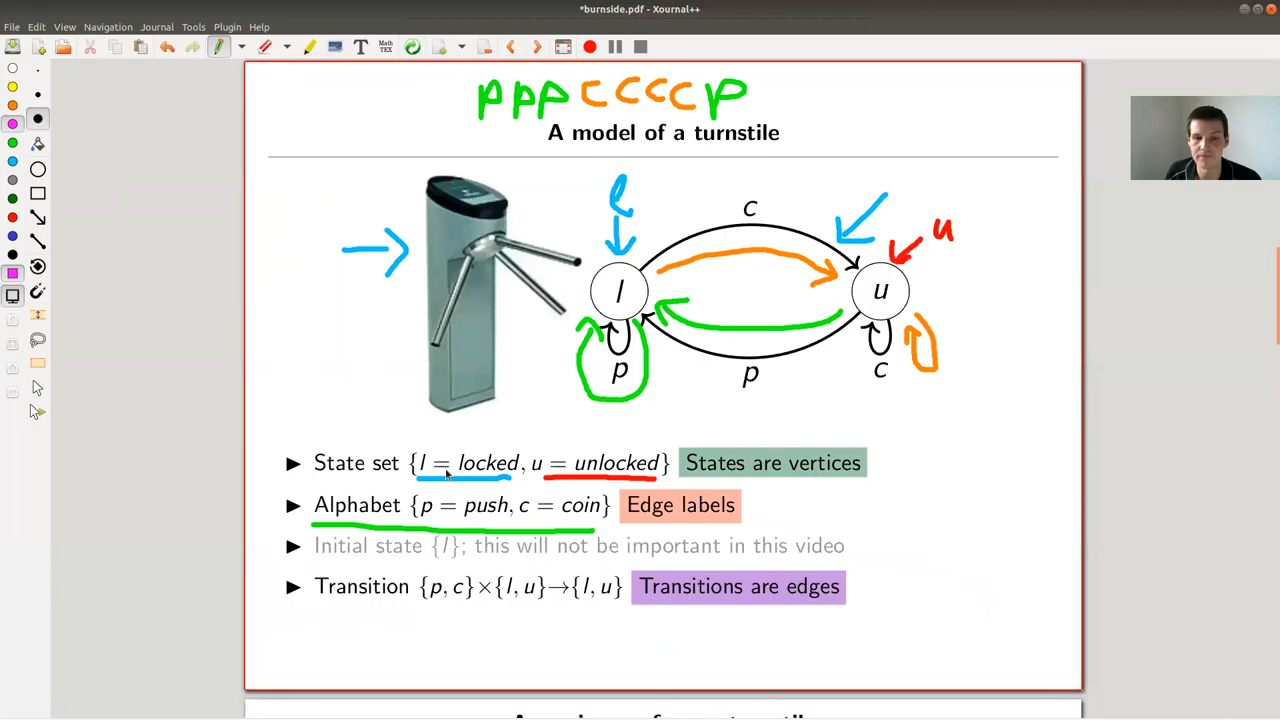 *burnside.pdf - Xournal++
File Edit View Navigation Journal Tools Plugin Help
T Math TEX
p p p c c c c p
A model of a turnstile
l
c
u
l
u
p
p
c
► State set {l = locked, u = unlocked} States are vertices
► Alphabet {p = push, c = coin} Edge labels
► Initial state {l}; this will not be important in this video
► Transition {p, c}×{l, u}→{l, u} Transitions are edges